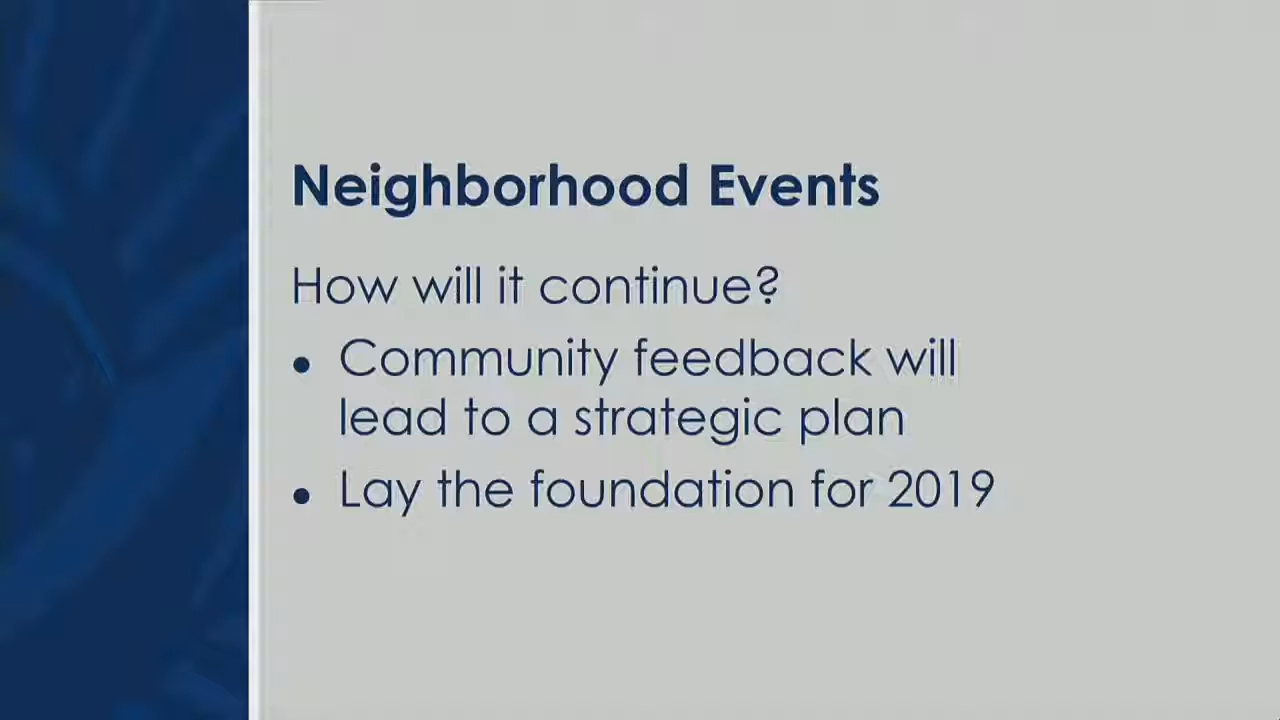 Neighborhood Events
How will it continue?
• Community feedback will
lead to a strategic plan
• Lay the foundation for 2019